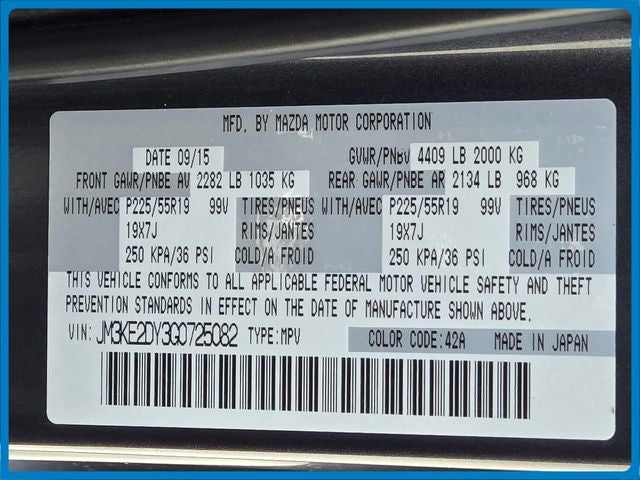 MFD. BY MAZDA MOTOR CORPORATION
DATE 09/15 GVWR/PNBV 4409 LB 2000 KG
FRONT GAWR/PNBE AV 2282 LB 1035 KG REAR GAWR/PNBE AR 2134 LB 968 KG
WITH/AVEC P225/55R19 99V TIRES/PNEUS WITH/AVEC P225/55R19 99V TIRES/PNEUS
19X7J RIMS/JANTES 19X7J RIMS/JANTES
250 KPA/36 PSI COLD/A FROID 250 KPA/36 PSI COLD/A FROID
THIS VEHICLE CONFORMS TO ALL APPLICABLE FEDERAL MOTOR VEHICLE SAFETY AND THEFT
PREVENTION STANDARDS IN EFFECT ON THE DATE OF MANUFACTURE SHOWN ABOVE.
VIN: JM3KE2DY3G0725082 TYPE:MPV COLOR CODE:42A MADE IN JAPAN